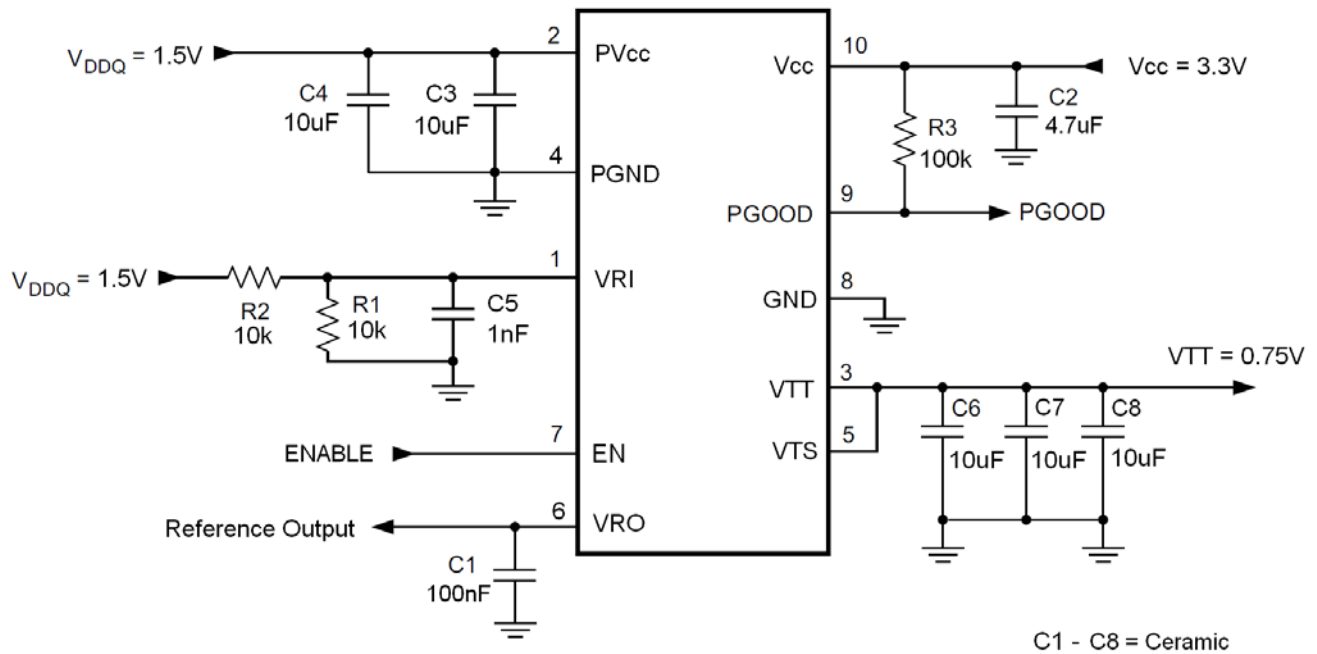 V_DDQ = 1.5V
2
PVcc
C4
10uF
C3
10uF
4
PGND
V_DDQ = 1.5V
1
VRI
R2
10k
R1
10k
C5
1nF
ENABLE
7
EN
Reference Output
6
VRO
C1
100nF
10
Vcc
Vcc = 3.3V
C2
4.7uF
R3
100k
9
PGOOD
PGOOD
8
GND
VTT = 0.75V
3
VTT
5
VTS
C6
10uF
C7
10uF
C8
10uF
C1 - C8 = Ceramic